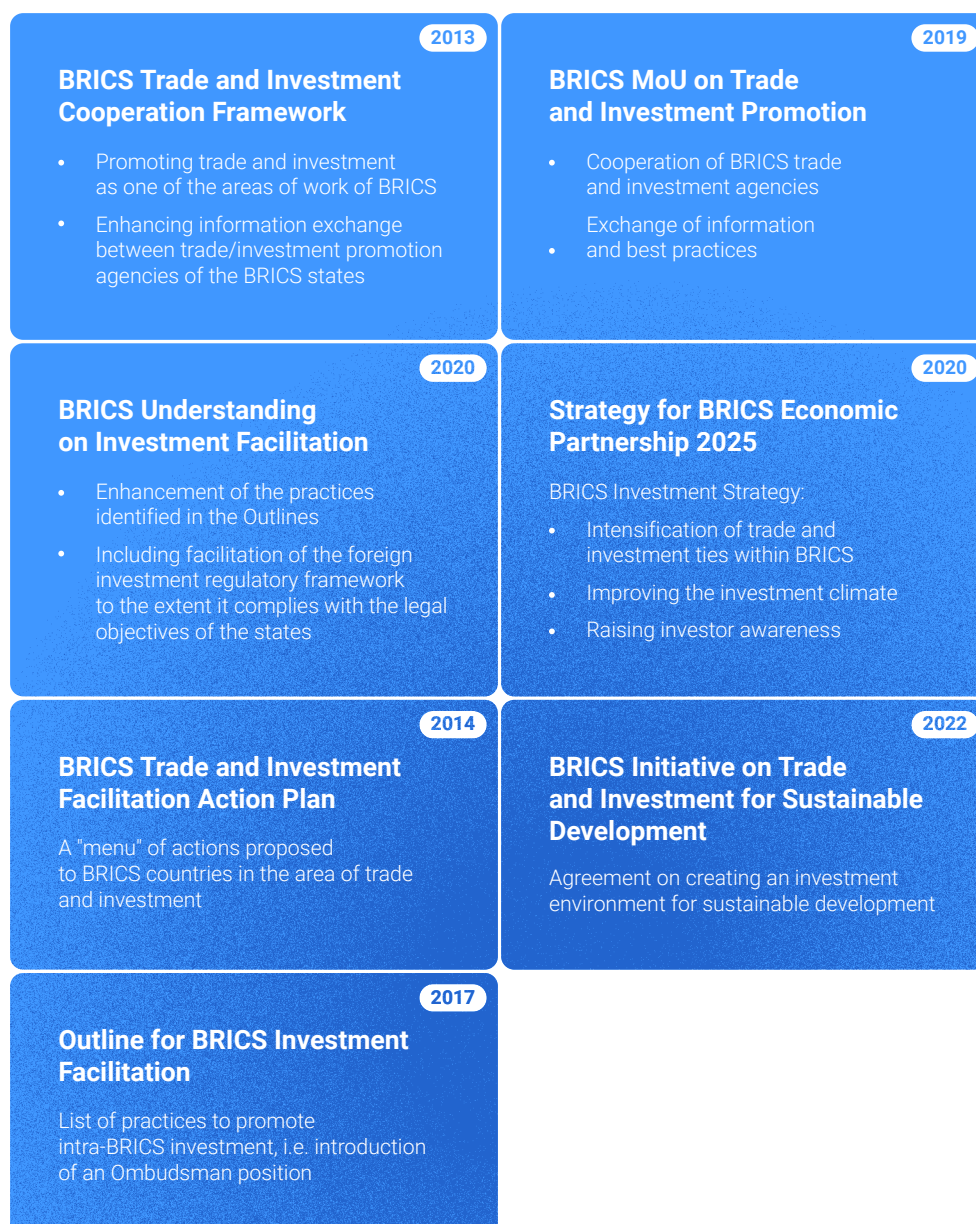 2013
BRICS Trade and Investment
Cooperation Framework
• Promoting trade and investment
as one of the areas of work of BRICS
• Enhancing information exchange
between trade/investment promotion
agencies of the BRICS states
2019
BRICS MoU on Trade
and Investment Promotion
• Cooperation of BRICS trade
and investment agencies
Exchange of information
• and best practices
2020
BRICS Understanding
on Investment Facilitation
• Enhancement of the practices
identified in the Outlines
• Including facilitation of the foreign
investment regulatory framework
to the extent it complies with the legal
objectives of the states
2020
Strategy for BRICS Economic
Partnership 2025
BRICS Investment Strategy:
• Intensification of trade and
investment ties within BRICS
• Improving the investment climate
• Raising investor awareness
2014
BRICS Trade and Investment
Facilitation Action Plan
A "menu" of actions proposed
to BRICS countries in the area of trade
and investment
2022
BRICS Initiative on Trade
and Investment for Sustainable
Development
Agreement on creating an investment
environment for sustainable development
2017
Outline for BRICS Investment
Facilitation
List of practices to promote
intra-BRICS investment, i.e. introduction
of an Ombudsman position